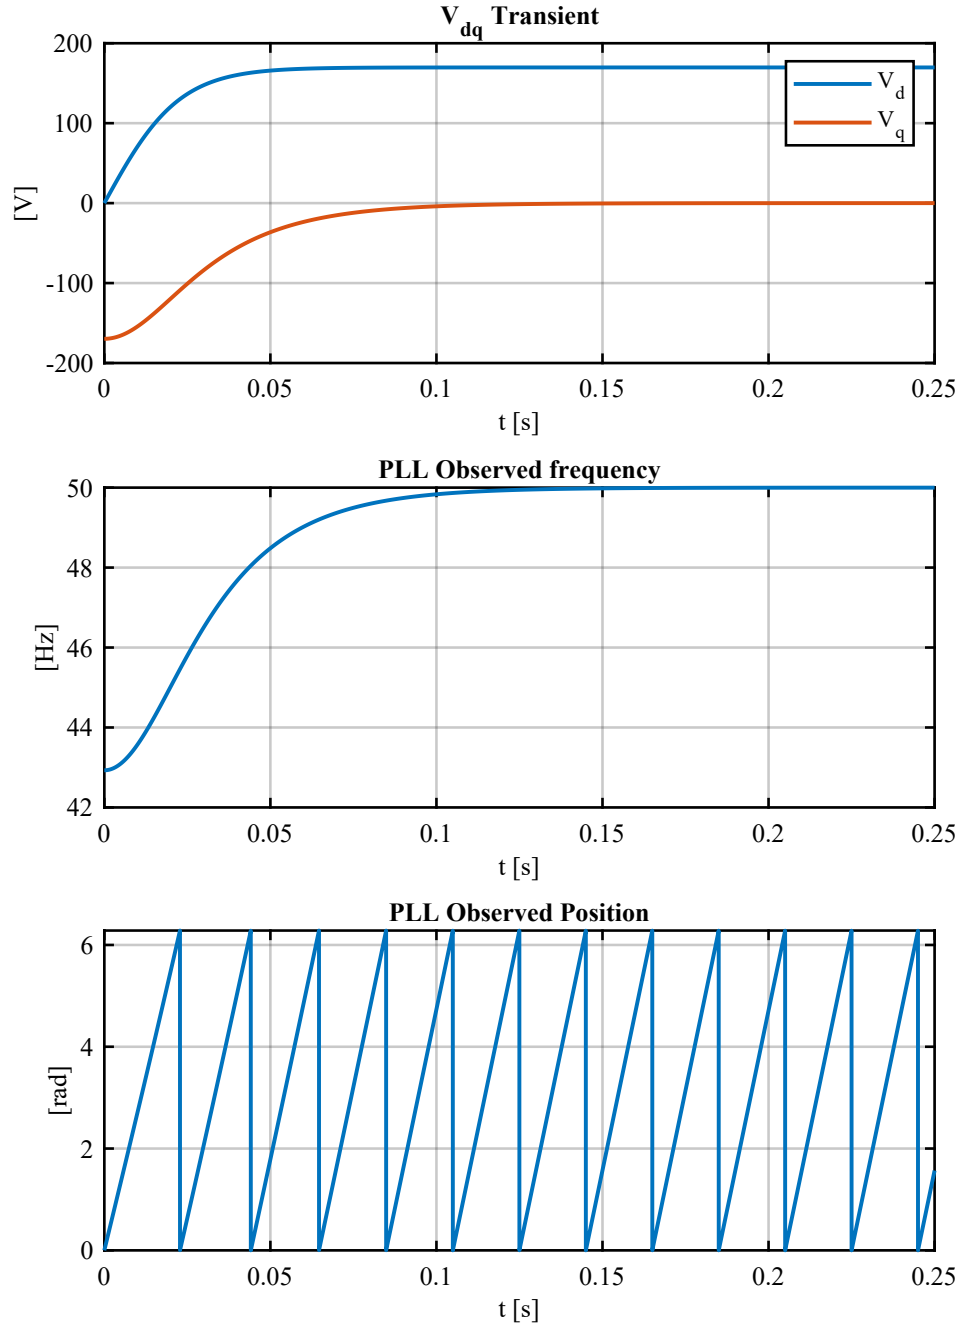 V_dq Transient
200
100
0
-100
-200
[V]
V_d
V_q
0 0.05 0.1 0.15 0.2 0.25
t [s]
PLL Observed frequency
50
48
46
44
42
[Hz]
0 0.05 0.1 0.15 0.2 0.25
t [s]
PLL Observed Position
6
4
2
0
[rad]
0 0.05 0.1 0.15 0.2 0.25
t [s]